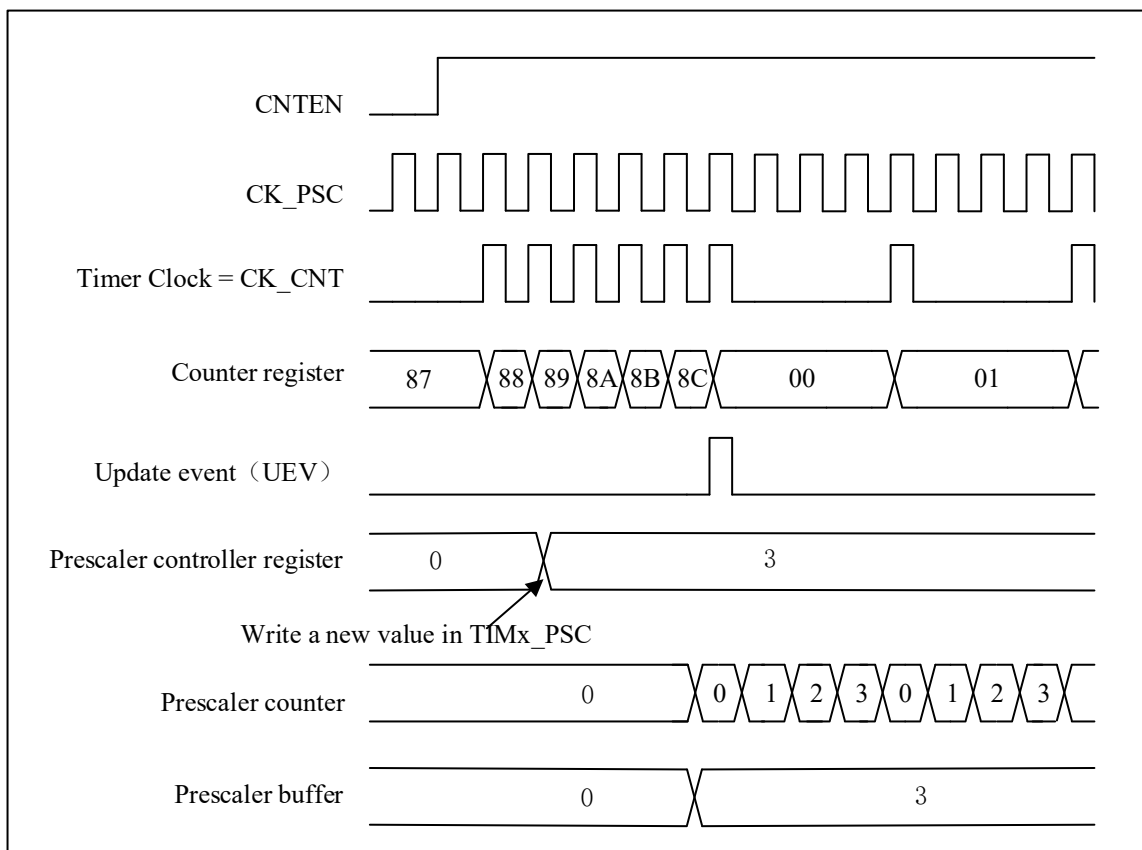 CNTEN
CK_PSC
Timer Clock = CK_CNT
Counter register
87 88 89 8A 8B 8C 00 01
Update event（UEV）
Prescaler controller register
0 3
Write a new value in TIMx_PSC
Prescaler counter
0 0 1 2 3 0 1 2 3
Prescaler buffer
0 3